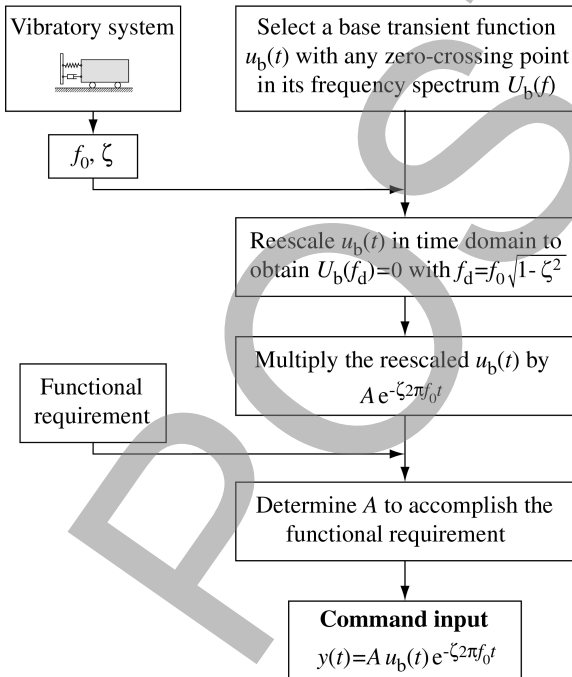 Vibratory system
Select a base transient function
u_b(t) with any zero-crossing point
in its frequency spectrum U_b(f)
f_0, ζ
Reescale u_b(t) in time domain to
obtain U_b(f_d)=0 with f_d=f_0√(1-ζ²)
Multiply the reescaled u_b(t) by
A e^{-ζ2πf_0t}
Functional
requirement
Determine A to accomplish the
functional requirement
Command input
y(t)=A u_b(t) e^{-ζ2πf_0t}
POS